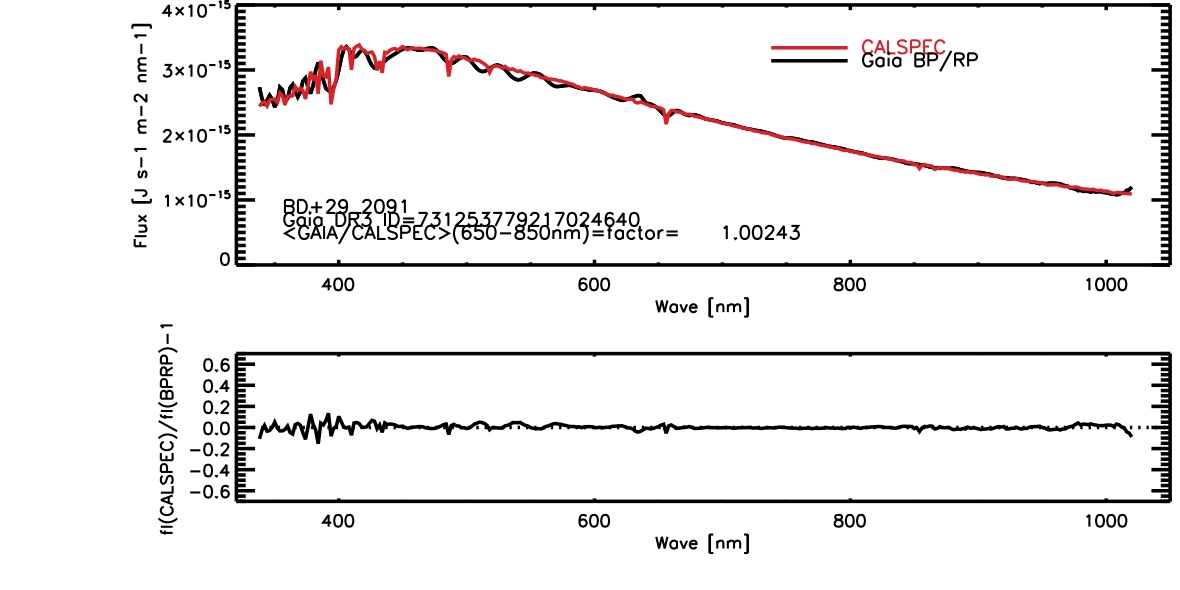 4×10−15
3×10−15
2×10−15
1×10−15
0
Flux [J s−1 m−2 nm−1]
CALSPEC
Gaia BP/RP
BD+29 2091
Gaia DR3 ID=731253779217024640
<GAIA/CALSPEC>(650−850nm)=factor= 1.00243
400 600 800 1000
Wave [nm]
fl(CALSPEC)/fl(BPRP)−1
0.6
0.4
0.2
0.0
−0.2
−0.4
−0.6
400 600 800 1000
Wave [nm]